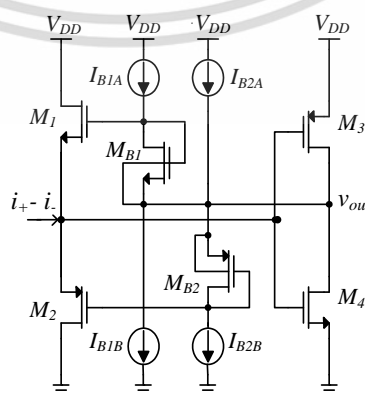 V_DD V_DD V_DD V_DD
I_B1A I_B2A
M_1 M_B1 M_3
i_+- i_- v_ou
M_B2
M_2 M_4
I_B1B I_B2B